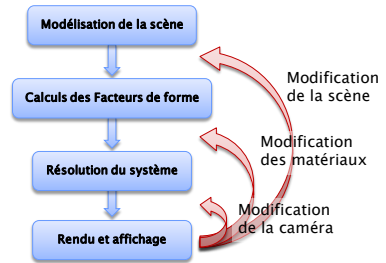 Modélisation de la scène
Calculs des Facteurs de forme
Résolution du système
Rendu et affichage
Modification
de la scène
Modification
des matériaux
Modification
de la caméra